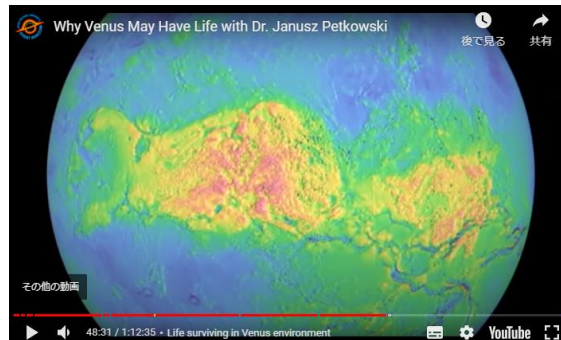 Why Venus May Have Life with Dr. Janusz Petkowski
後で見る
共有
その他の動画
48:31 / 1:12:35 • Life surviving in Venus environment
YouTube